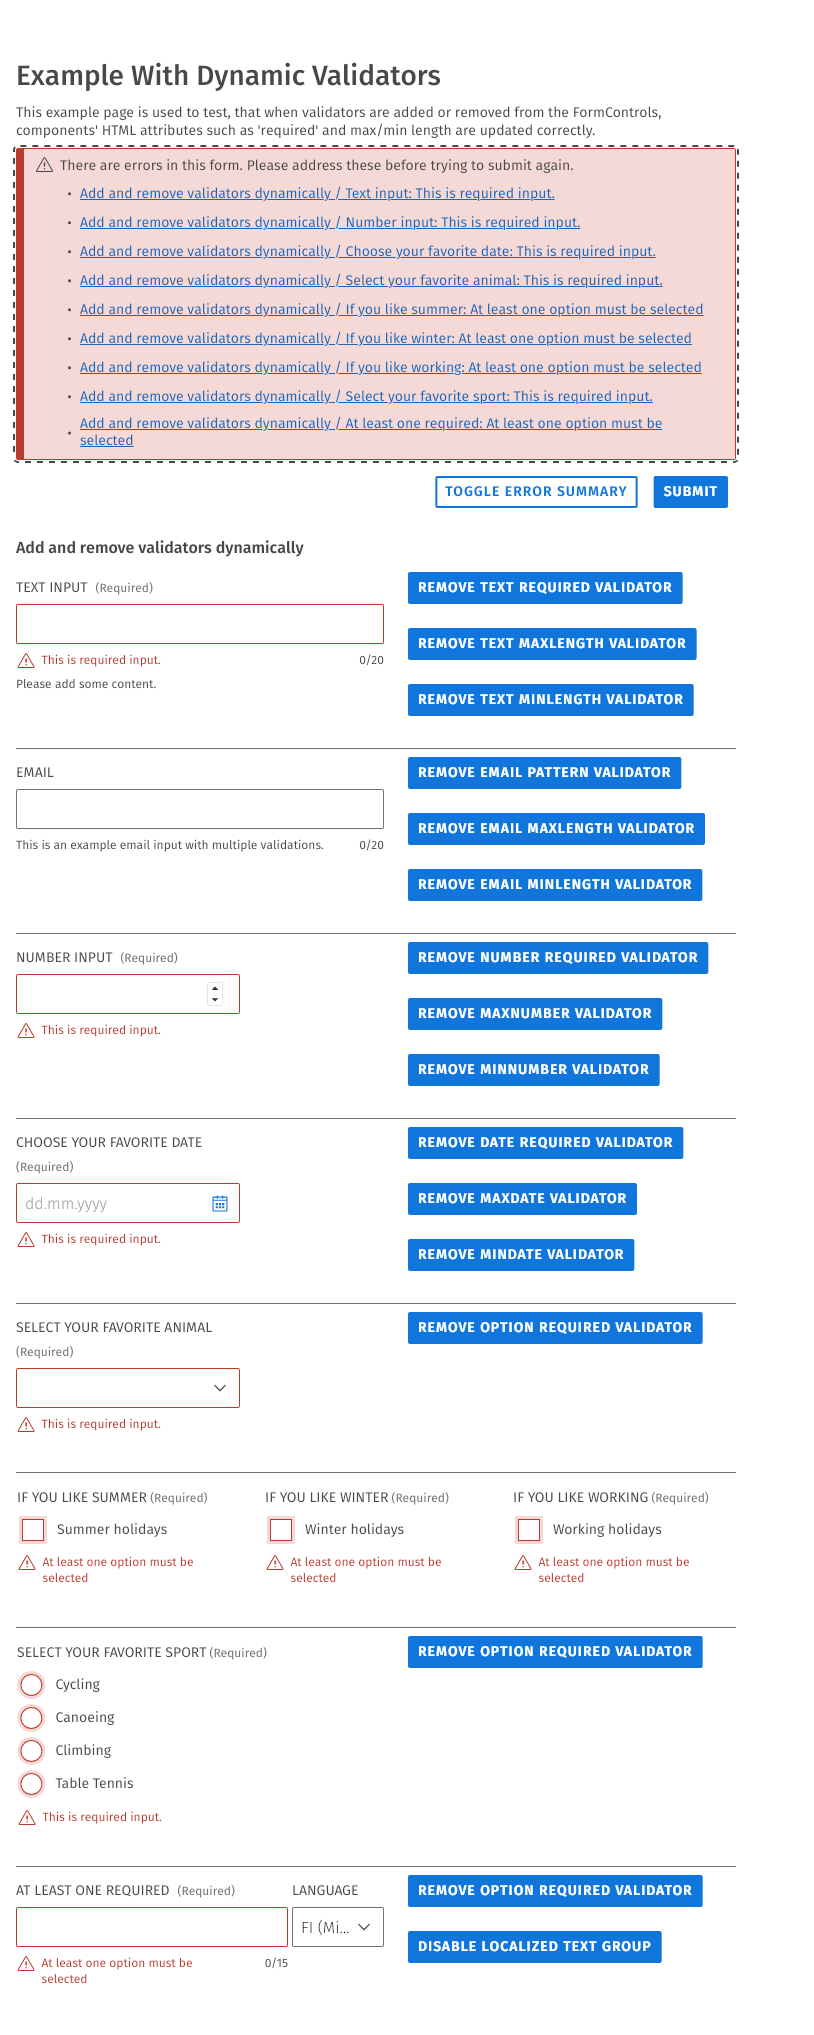 Example With Dynamic Validators
This example page is used to test, that when validators are added or removed from the FormControls,
components' HTML attributes such as 'required' and max/min length are updated correctly.
There are errors in this form. Please address these before trying to submit again.
• Add and remove validators dynamically / Text input: This is required input.
• Add and remove validators dynamically / Number input: This is required input.
• Add and remove validators dynamically / Choose your favorite date: This is required input.
• Add and remove validators dynamically / Select your favorite animal: This is required input.
• Add and remove validators dynamically / If you like summer: At least one option must be selected
• Add and remove validators dynamically / If you like winter: At least one option must be selected
• Add and remove validators dynamically / If you like working: At least one option must be selected
• Add and remove validators dynamically / Select your favorite sport: This is required input.
• Add and remove validators dynamically / At least one required: At least one option must be
selected
TOGGLE ERROR SUMMARY SUBMIT
Add and remove validators dynamically
TEXT INPUT (Required)
This is required input. 0/20
Please add some content.
REMOVE TEXT REQUIRED VALIDATOR
REMOVE TEXT MAXLENGTH VALIDATOR
REMOVE TEXT MINLENGTH VALIDATOR
EMAIL
This is an example email input with multiple validations. 0/20
REMOVE EMAIL PATTERN VALIDATOR
REMOVE EMAIL MAXLENGTH VALIDATOR
REMOVE EMAIL MINLENGTH VALIDATOR
NUMBER INPUT (Required)
This is required input.
REMOVE NUMBER REQUIRED VALIDATOR
REMOVE MAXNUMBER VALIDATOR
REMOVE MINNUMBER VALIDATOR
CHOOSE YOUR FAVORITE DATE
(Required)
dd.mm.yyyy
This is required input.
REMOVE DATE REQUIRED VALIDATOR
REMOVE MAXDATE VALIDATOR
REMOVE MINDATE VALIDATOR
SELECT YOUR FAVORITE ANIMAL
(Required)
This is required input.
REMOVE OPTION REQUIRED VALIDATOR
IF YOU LIKE SUMMER (Required)
Summer holidays
At least one option must be
selected
IF YOU LIKE WINTER (Required)
Winter holidays
At least one option must be
selected
IF YOU LIKE WORKING (Required)
Working holidays
At least one option must be
selected
SELECT YOUR FAVORITE SPORT (Required)
Cycling
Canoeing
Climbing
Table Tennis
This is required input.
REMOVE OPTION REQUIRED VALIDATOR
AT LEAST ONE REQUIRED (Required)
At least one option must be
selected
0/15
LANGUAGE
FI (Mi...
REMOVE OPTION REQUIRED VALIDATOR
DISABLE LOCALIZED TEXT GROUP